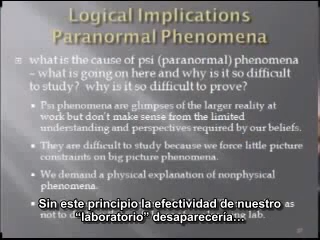 Logical Implications
Paranormal Phenomena
what is the cause of psi (paranormal) phenomena
– what is going on here and why is it so difficult
to study? why is it so difficult to prove?
Psi phenomena are glimpses of the larger reality at
work but don't make sense from the limited
understanding and perspectives required by our beliefs.
They are difficult to study because we force little picture
constraints on big picture phenomena.
We demand a physical explanation of nonphysical
phenomena.
Sin este principio la efectividad de nuestro
as
"laboratorio" desaparecería...
not to
lab.